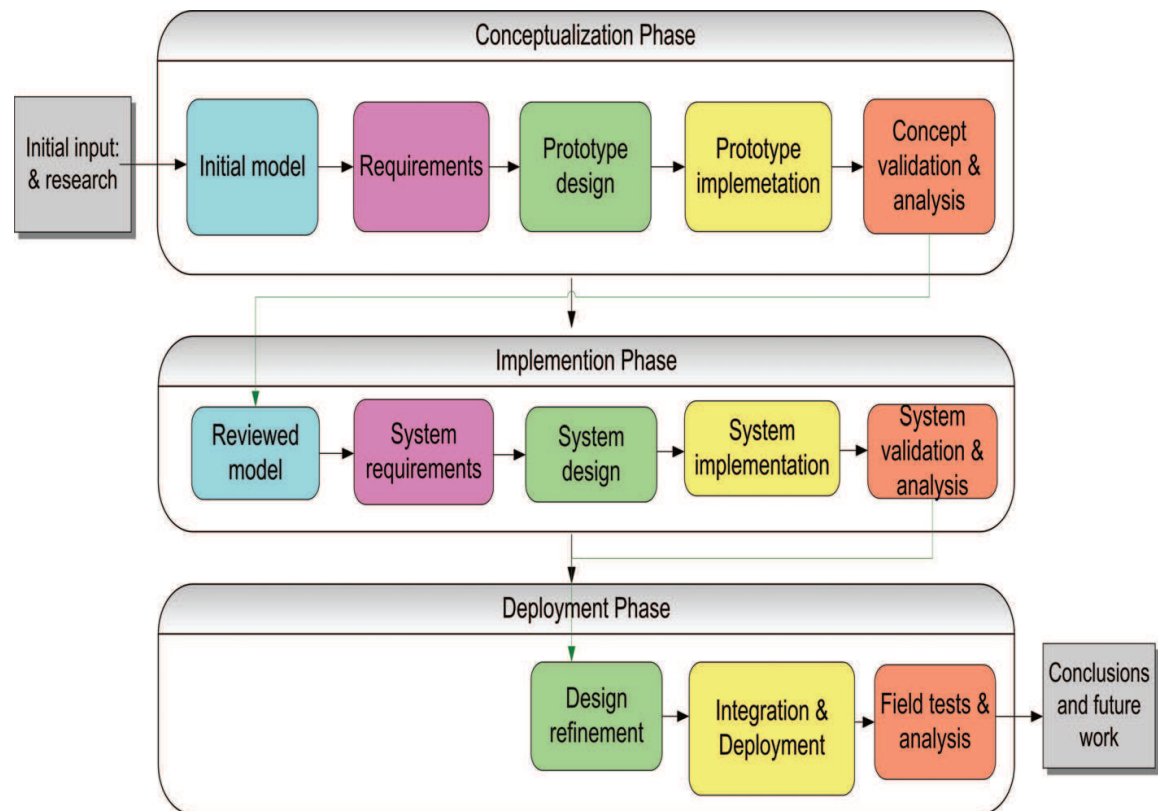 Conceptualization Phase
Initial input:
& research
Initial model
Requirements
Prototype
design
Prototype
implemetation
Concept
validation &
analysis
Implemention Phase
Reviewed
model
System
requirements
System
design
System
implementation
System
validation &
analysis
Deployment Phase
Design
refinement
Integration &
Deployment
Field tests &
analysis
Conclusions
and future
work